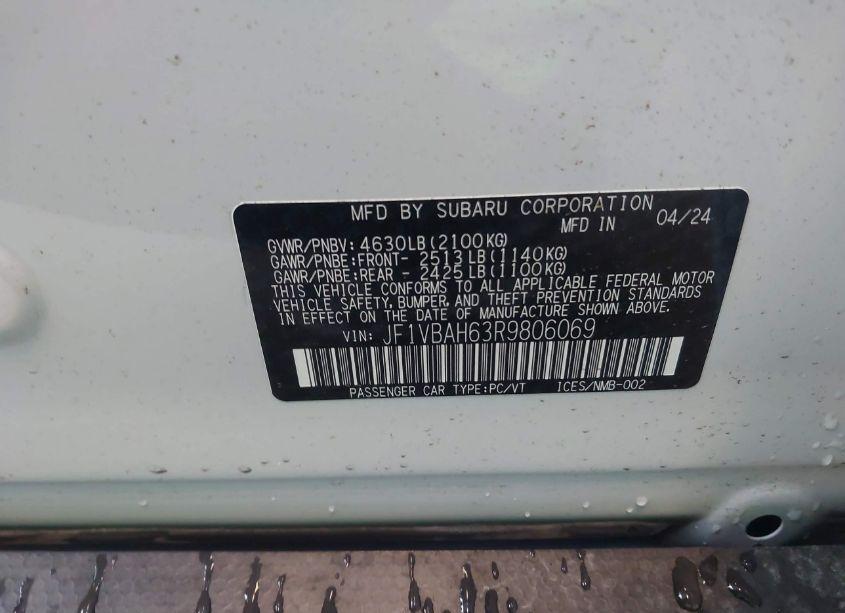 MFD BY SUBARU CORPORATION
MFD IN 04/24
GVWR/PNBV: 4630LB(2100KG)
GAWR/PNBE:FRONT- 2513LB(1140KG)
GAWR/PNBE:REAR - 2425LB(1100KG)
THIS VEHICLE CONFORMS TO ALL APPLICABLE FEDERAL MOTOR
VEHICLE SAFETY, BUMPER, AND THEFT PREVENTION STANDARDS
IN EFFECT ON THE DATE OF MANUFACTURE SHOWN ABOVE.
VIN: JF1VBAH63R9806069
PASSENGER CAR TYPE:PC/VT ICES/NMB-002